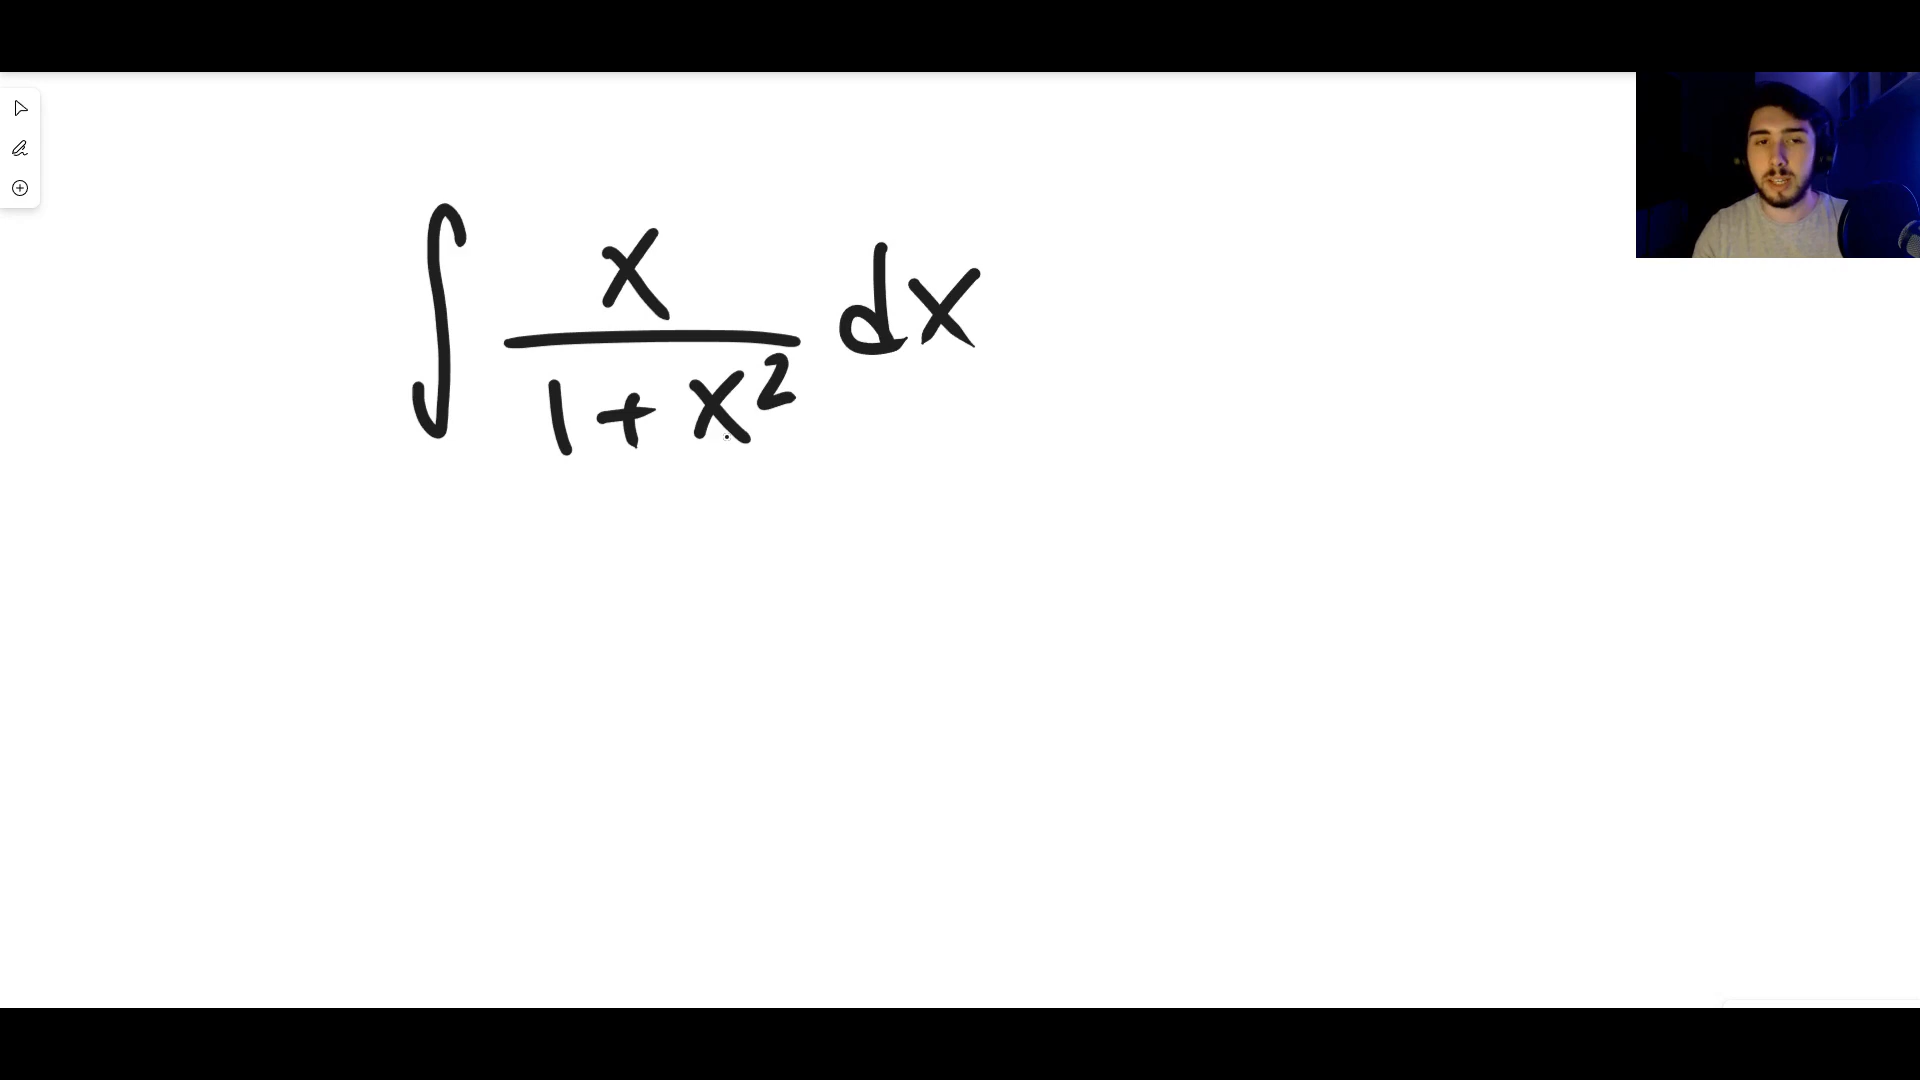 ∫ x/(1+x²) dx